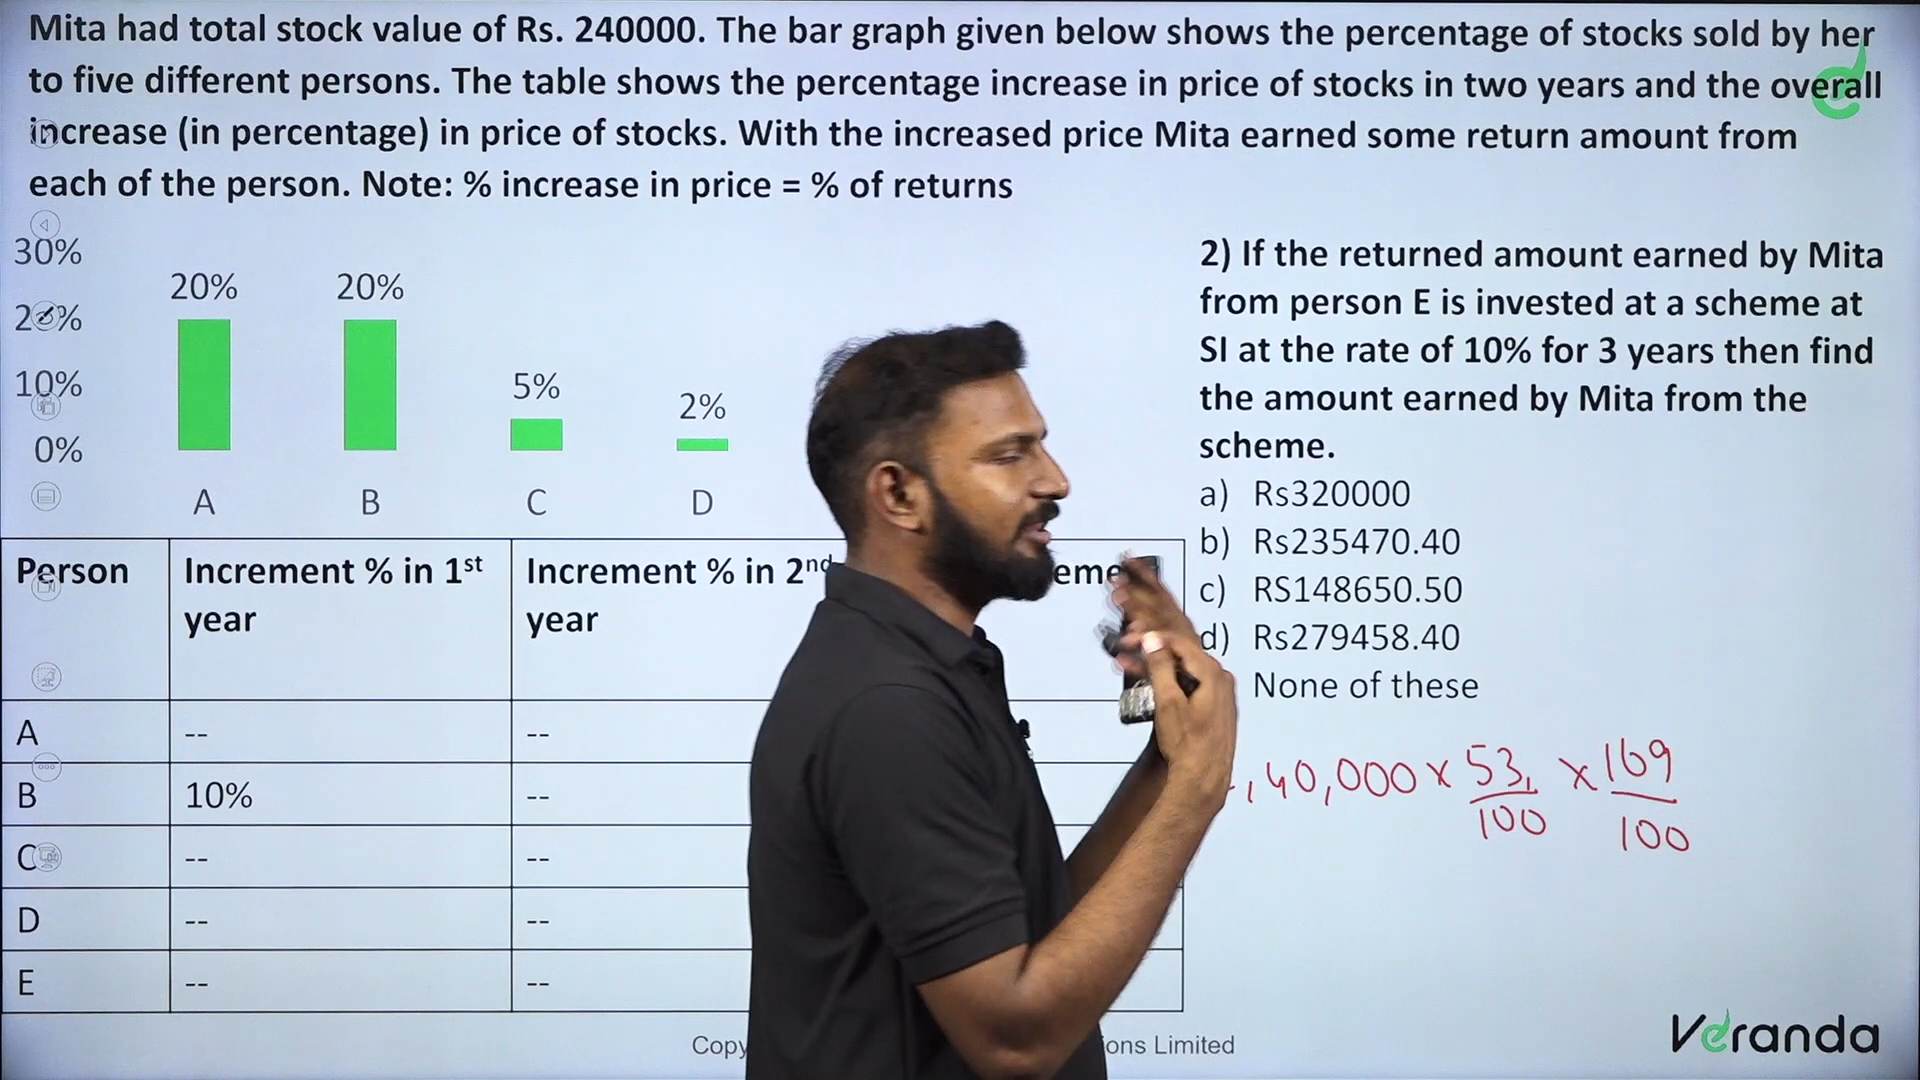 Mita had total stock value of Rs. 240000. The bar graph given below shows the percentage of stocks sold by her
to five different persons. The table shows the percentage increase in price of stocks in two years and the overall
increase (in percentage) in price of stocks. With the increased price Mita earned some return amount from
each of the person. Note: % increase in price = % of returns
30%
10%
0%
20%
20%
5%
2%
A
B
C
D
2) If the returned amount earned by Mita
from person E is invested at a scheme at
SI at the rate of 10% for 3 years then find
the amount earned by Mita from the
scheme.
a) Rs320000
b) Rs235470.40
c) RS148650.50
d) Rs279458.40
None of these
Person
Increment % in 1st
year
Increment % in 2nd
year
A -- --
B 10% --
C -- --
D -- --
E -- --
,40,000 × 53 × 169
100 100
Limited
Veranda